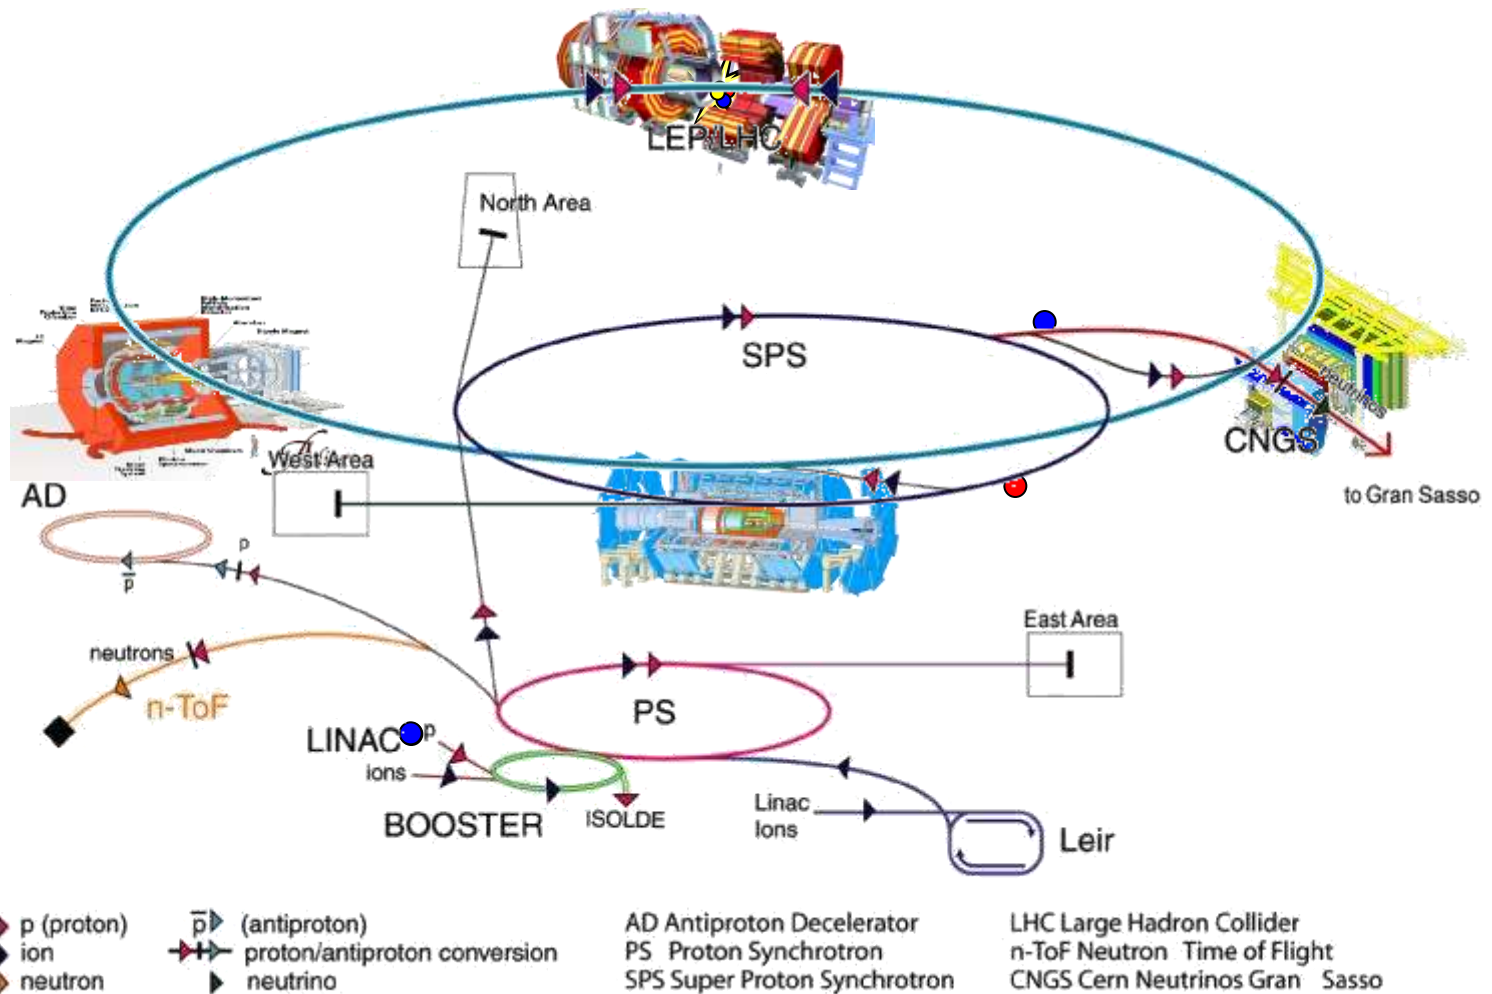 LEP/LHC
North Area
SPS
neutrinos
CNGS
West Area
to Gran Sasso
AD
p
p̅
East Area
neutrons
n-ToF
PS
LINAC
p
ions
BOOSTER
ISOLDE
Linac
Ions
Leir
p (proton)
ion
neutron
p̅ (antiproton)
proton/antiproton conversion
neutrino
AD Antiproton Decelerator
PS Proton Synchrotron
SPS Super Proton Synchrotron
LHC Large Hadron Collider
n-ToF Neutron Time of Flight
CNGS Cern Neutrinos Gran Sasso